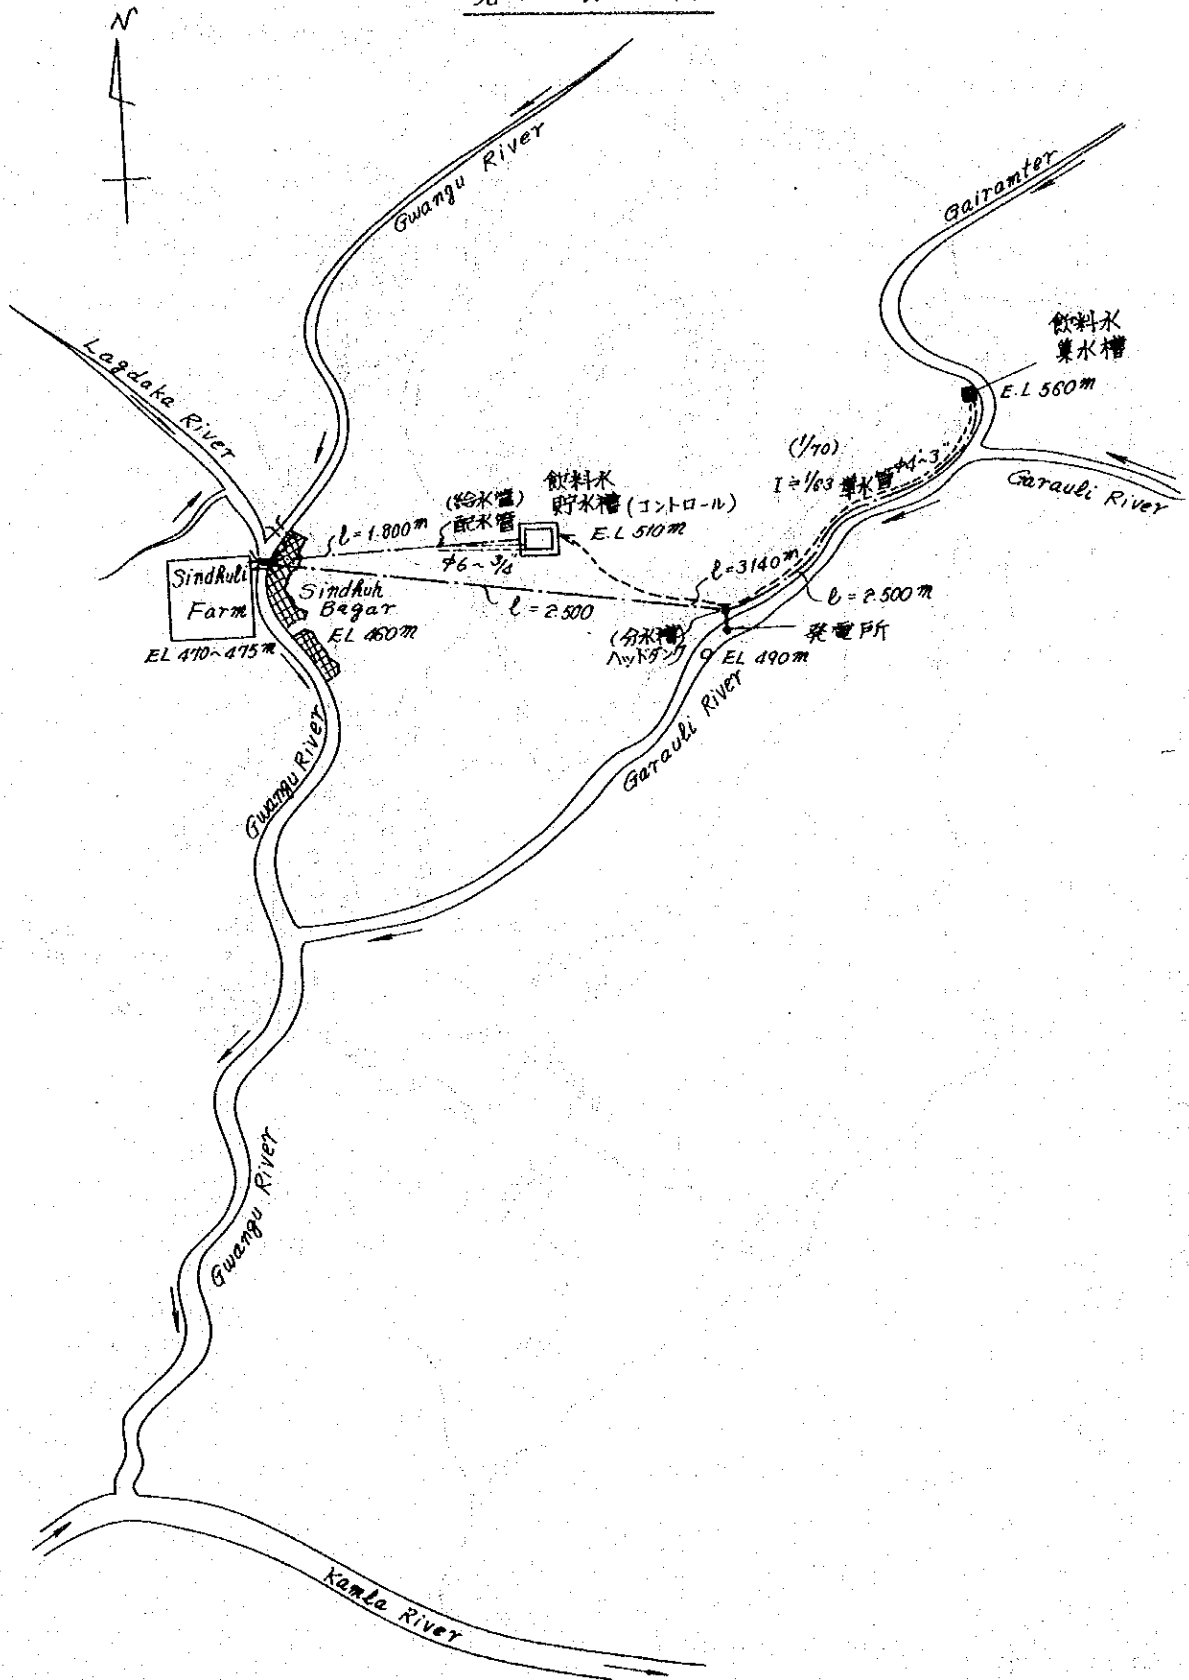 N
Gwangu River
Gairamter
Lagdaka River
飲料水
集水槽
E.L 560m
(1/70)
I≒1/63 導水管 φ4~3"
Garauli River
飲料水
貯水槽(コントロール)
E.L 510m
(給水管)
配水管
φ6~3/4
l=1.800m
Sindhuli
Farm
EL 470~475m
Sindhuh
Bagar
EL 460m
l=2.500
l=3140m
l=2.500m
発電所
(分水槽)
ヘッドタンク
EL 490m
Garauli River
Gwangu River
Gwangu River
Kamla River